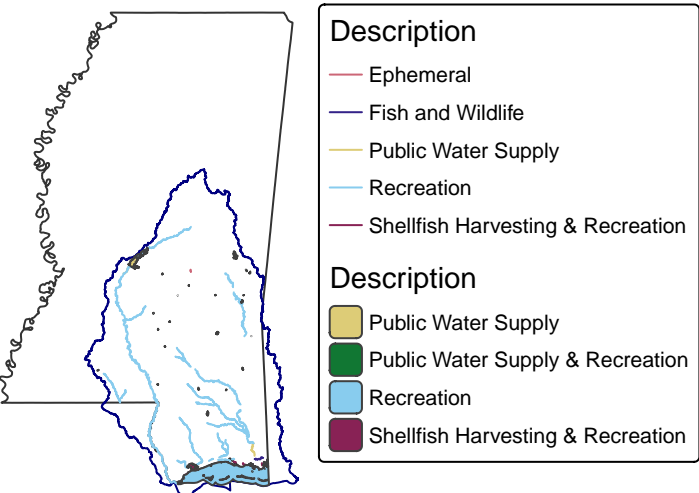 Description
Ephemeral
Fish and Wildlife
Public Water Supply
Recreation
Shellfish Harvesting & Recreation
Description
Public Water Supply
Public Water Supply & Recreation
Recreation
Shellfish Harvesting & Recreation